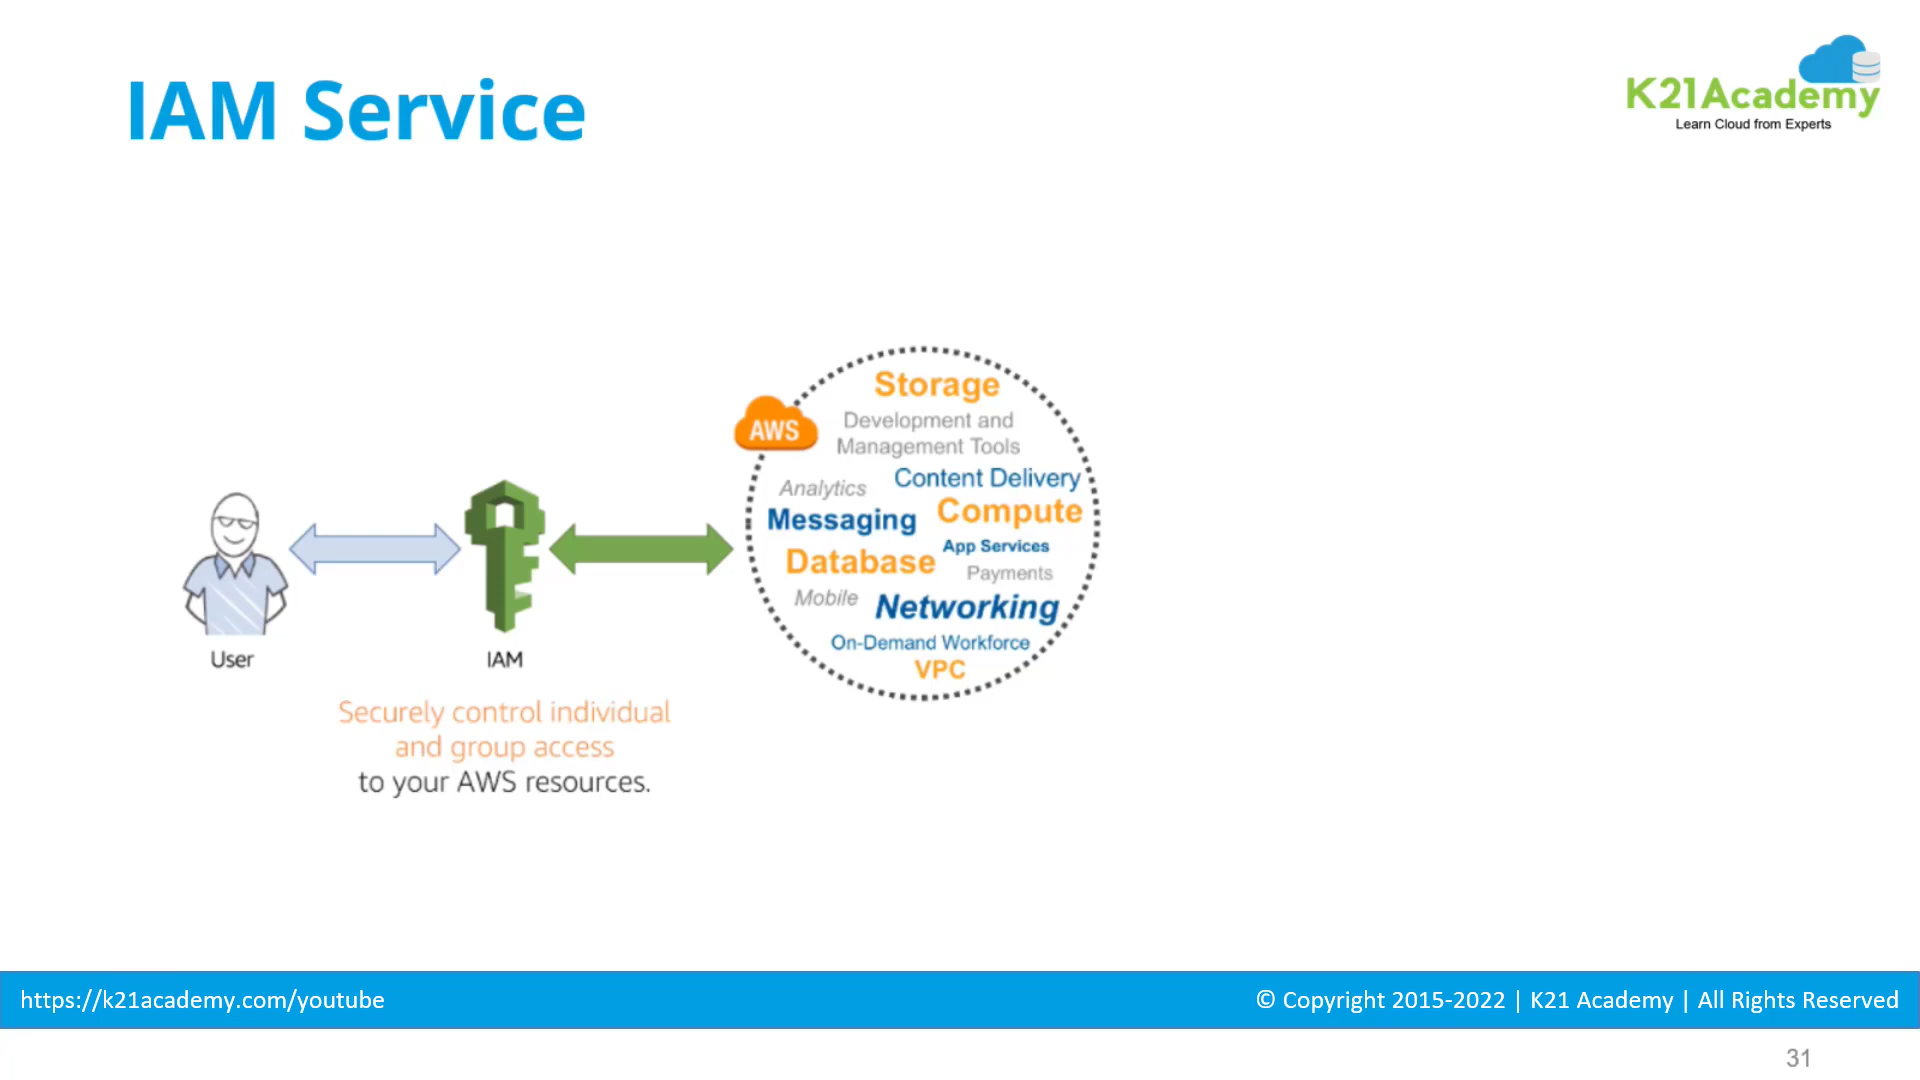 IAM Service
K21Academy
Learn Cloud from Experts
Storage
AWS
Development and
Management Tools
Content Delivery
Analytics
Compute
Messaging
App Services
Database
Payments
Mobile
Networking
On-Demand Workforce
VPC
User
IAM
Securely control individual
and group access
to your AWS resources.
https://k21academy.com/youtube
© Copyright 2015-2022 | K21 Academy | All Rights Reserved
31